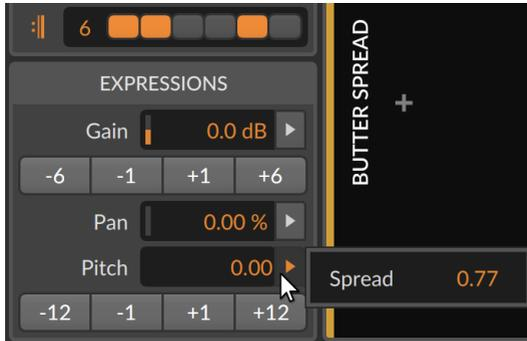 6
EXPRESSIONS
Gain 0.0 dB
-6 -1 +1 +6
Pan 0.00 %
Pitch 0.00
-12 -1 +1 +12
BUTTER SPREAD
+
Spread 0.77